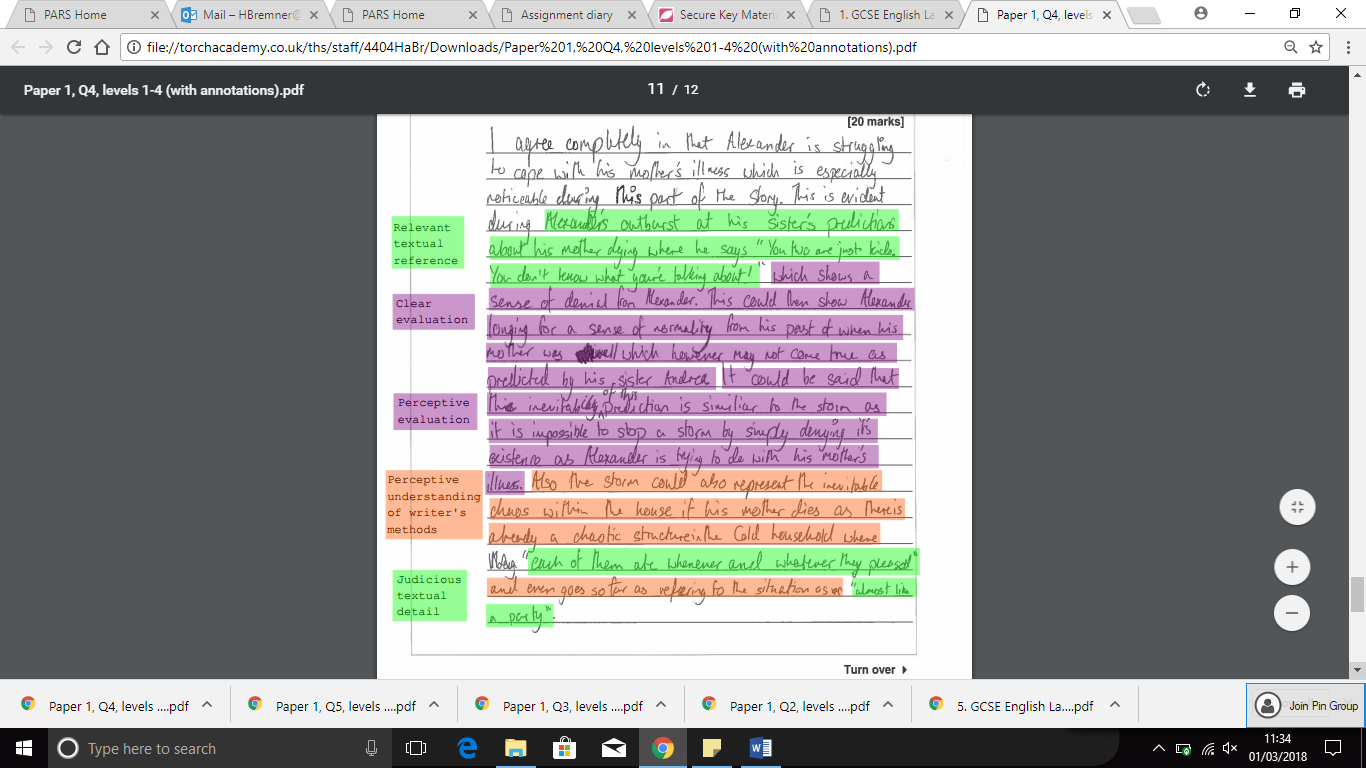 PARS Home
Mail – HBremner@
PARS Home
Assignment diary
Secure Key Materi
1. GCSE English La
Paper 1, Q4, levels
file://torchacademy.co.uk/ths/staff/4404HaBr/Downloads/Paper%201,%20Q4,%20levels%201-4%20(with%20annotations).pdf
Paper 1, Q4, levels 1-4 (with annotations).pdf
11 / 12
[20 marks]
I agree completely in that Alexander is struggling
to cope with his mother's illness which is especially
noticeable during this part of the story. This is evident
during Alexander's outburst at his sister's predictions
about his mother dying where he says "You two are just kids.
You don't know what you're talking about!" which shows a
sense of denial from Alexander. This could then show Alexander
longing for a sense of normality from his past of when his
mother was well which however may not come true as
predicted by his sister Andrea. It could be said that
this inevitability of this prediction is similiar to the storm as
it is impossible to stop a storm by simply denying it's
existence as Alexander is trying to do with his mother's
illness. Also the storm could also represent the inevitable
chaos within the house if his mother dies as there is
already a chaotic structure in the Cold household where
they "each of them ate whenever and whatever they pleased"
and even goes so far as refering to the situation as "almost like
a party".
Relevant
textual
reference
Clear
evaluation
Perceptive
evaluation
Perceptive
understanding
of writer's
methods
Judicious
textual
detail
Turn over
Paper 1, Q4, levels ....pdf
Paper 1, Q5, levels ....pdf
Paper 1, Q3, levels ....pdf
Paper 1, Q2, levels ....pdf
5. GCSE English La....pdf
Join Pin Group
Type here to search
11:34
01/03/2018